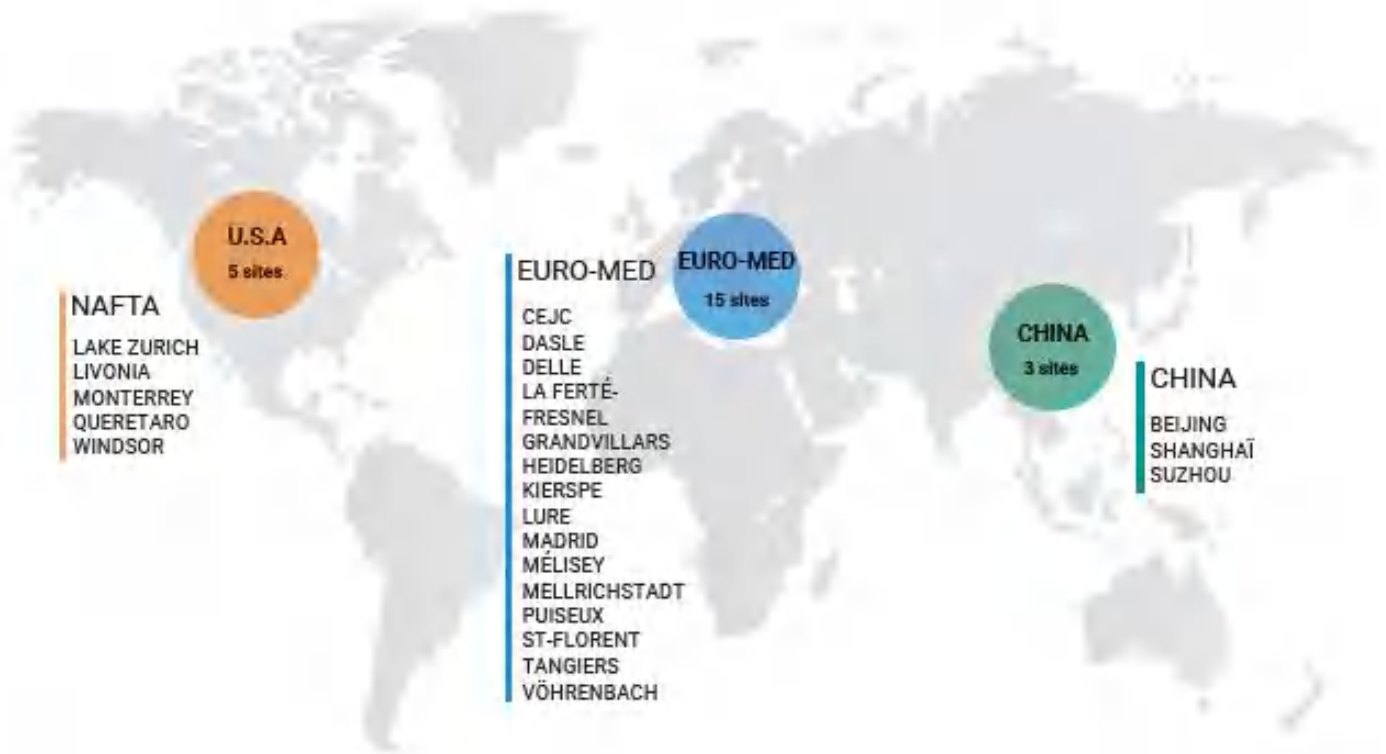 U.S.A
5 sites
NAFTA
LAKE ZURICH
LIVONIA
MONTERREY
QUERETARO
WINDSOR
EURO-MED
15 sites
EURO-MED
CEJC
DASLE
DELLE
LA FERTÉ-
FRESNEL
GRANDVILLARS
HEIDELBERG
KIERSPE
LURE
MADRID
MÉLISEY
MELLRICHSTADT
PUISEUX
ST-FLORENT
TANGIERS
VÖHRENBACH
CHINA
3 sites
CHINA
BEIJING
SHANGHAÏ
SUZHOU